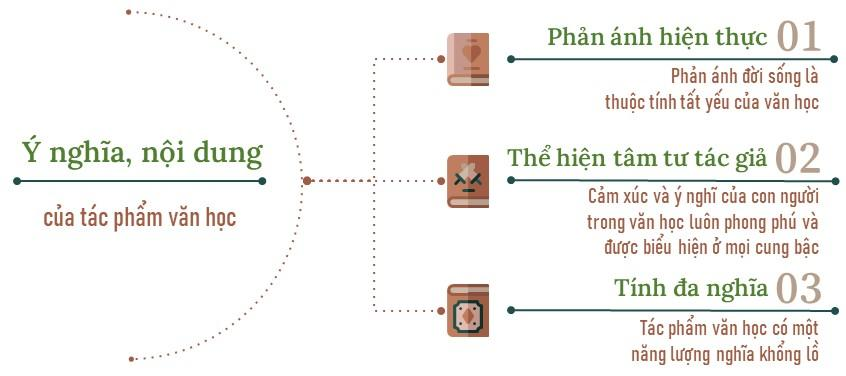 Ý nghĩa, nội dung
của tác phẩm văn học
Phản ánh hiện thực 01
Phản ánh đời sống là
thuộc tính tất yếu của văn học
Thể hiện tâm tư tác giả 02
Cảm xúc và ý nghĩ của con người
trong văn học luôn phong phú và
được biểu hiện ở mọi cung bậc
Tính đa nghĩa 03
Tác phẩm văn học có một
năng lượng nghĩa khổng lồ